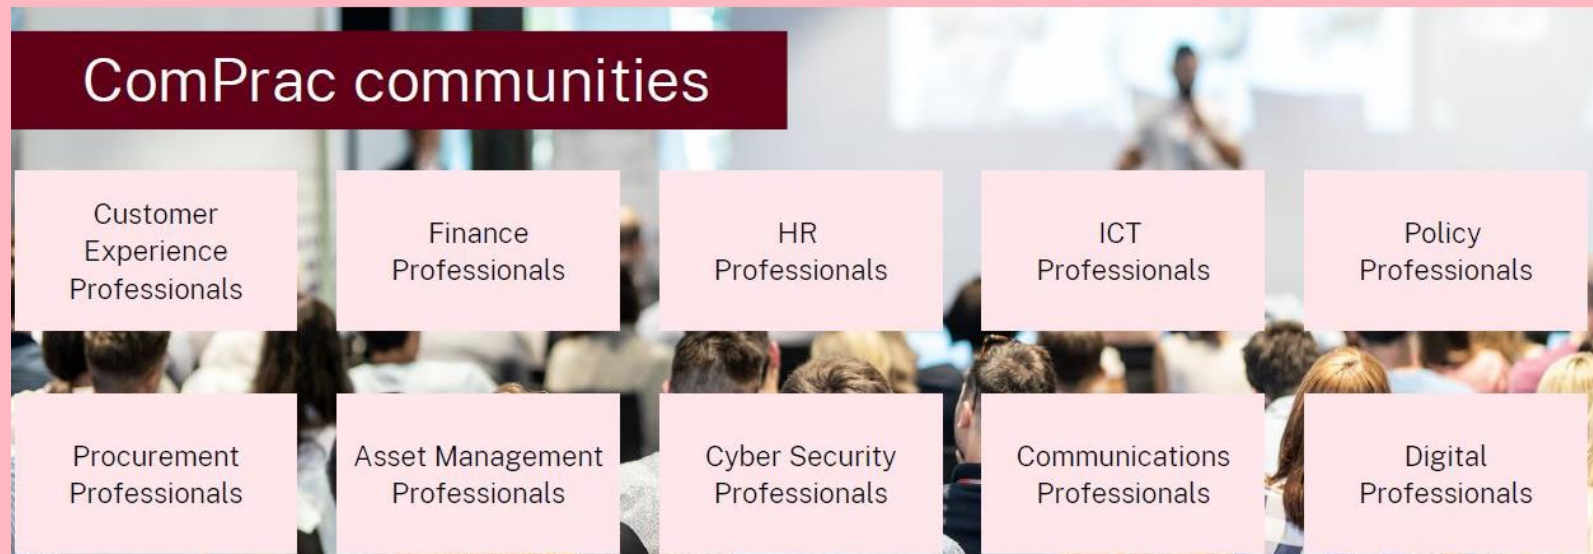 ComPrac communities
Customer
Experience
Professionals
Finance
Professionals
HR
Professionals
ICT
Professionals
Policy
Professionals
Procurement
Professionals
Asset Management
Professionals
Cyber Security
Professionals
Communications
Professionals
Digital
Professionals